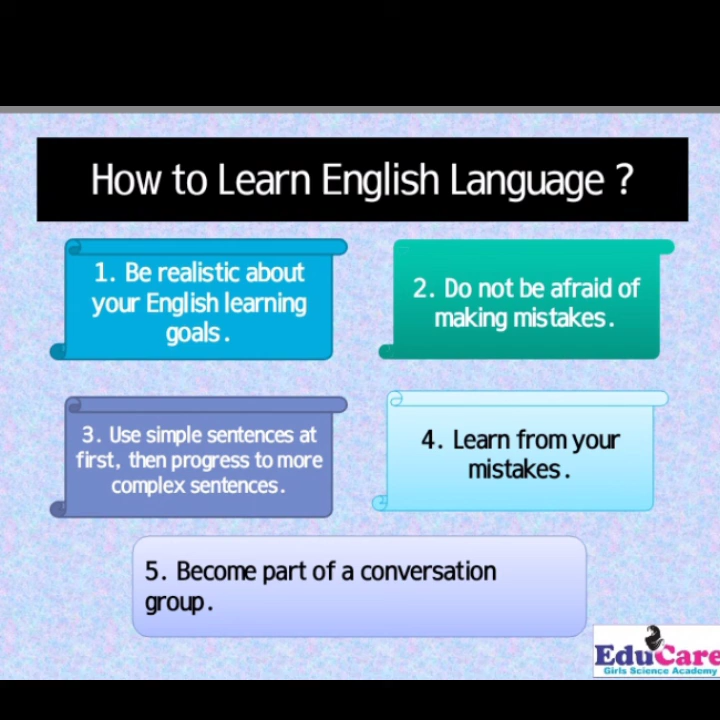 How to Learn English Language ?
1. Be realistic about
your English learning
goals.
2. Do not be afraid of
making mistakes.
3. Use simple sentences at
first, then progress to more
complex sentences.
4. Learn from your
mistakes.
5. Become part of a conversation
group.
EduCare
Girls Science Academy